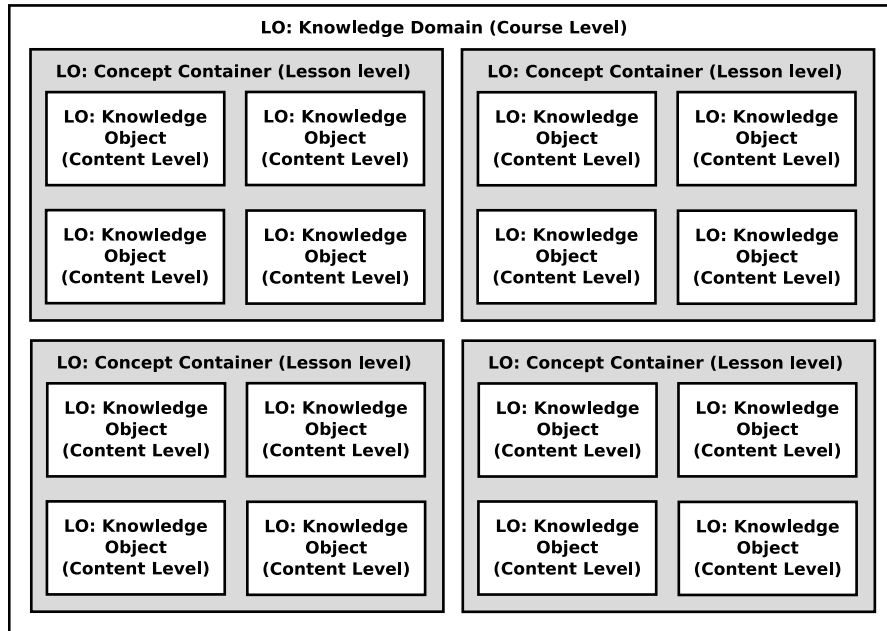 LO: Knowledge Domain (Course Level)
LO: Concept Container (Lesson level)
LO: Knowledge
Object
(Content Level)
LO: Knowledge
Object
(Content Level)
LO: Knowledge
Object
(Content Level)
LO: Knowledge
Object
(Content Level)
LO: Concept Container (Lesson level)
LO: Knowledge
Object
(Content Level)
LO: Knowledge
Object
(Content Level)
LO: Knowledge
Object
(Content Level)
LO: Knowledge
Object
(Content Level)
LO: Concept Container (Lesson level)
LO: Knowledge
Object
(Content Level)
LO: Knowledge
Object
(Content Level)
LO: Knowledge
Object
(Content Level)
LO: Knowledge
Object
(Content Level)
LO: Concept Container (Lesson level)
LO: Knowledge
Object
(Content Level)
LO: Knowledge
Object
(Content Level)
LO: Knowledge
Object
(Content Level)
LO: Knowledge
Object
(Content Level)